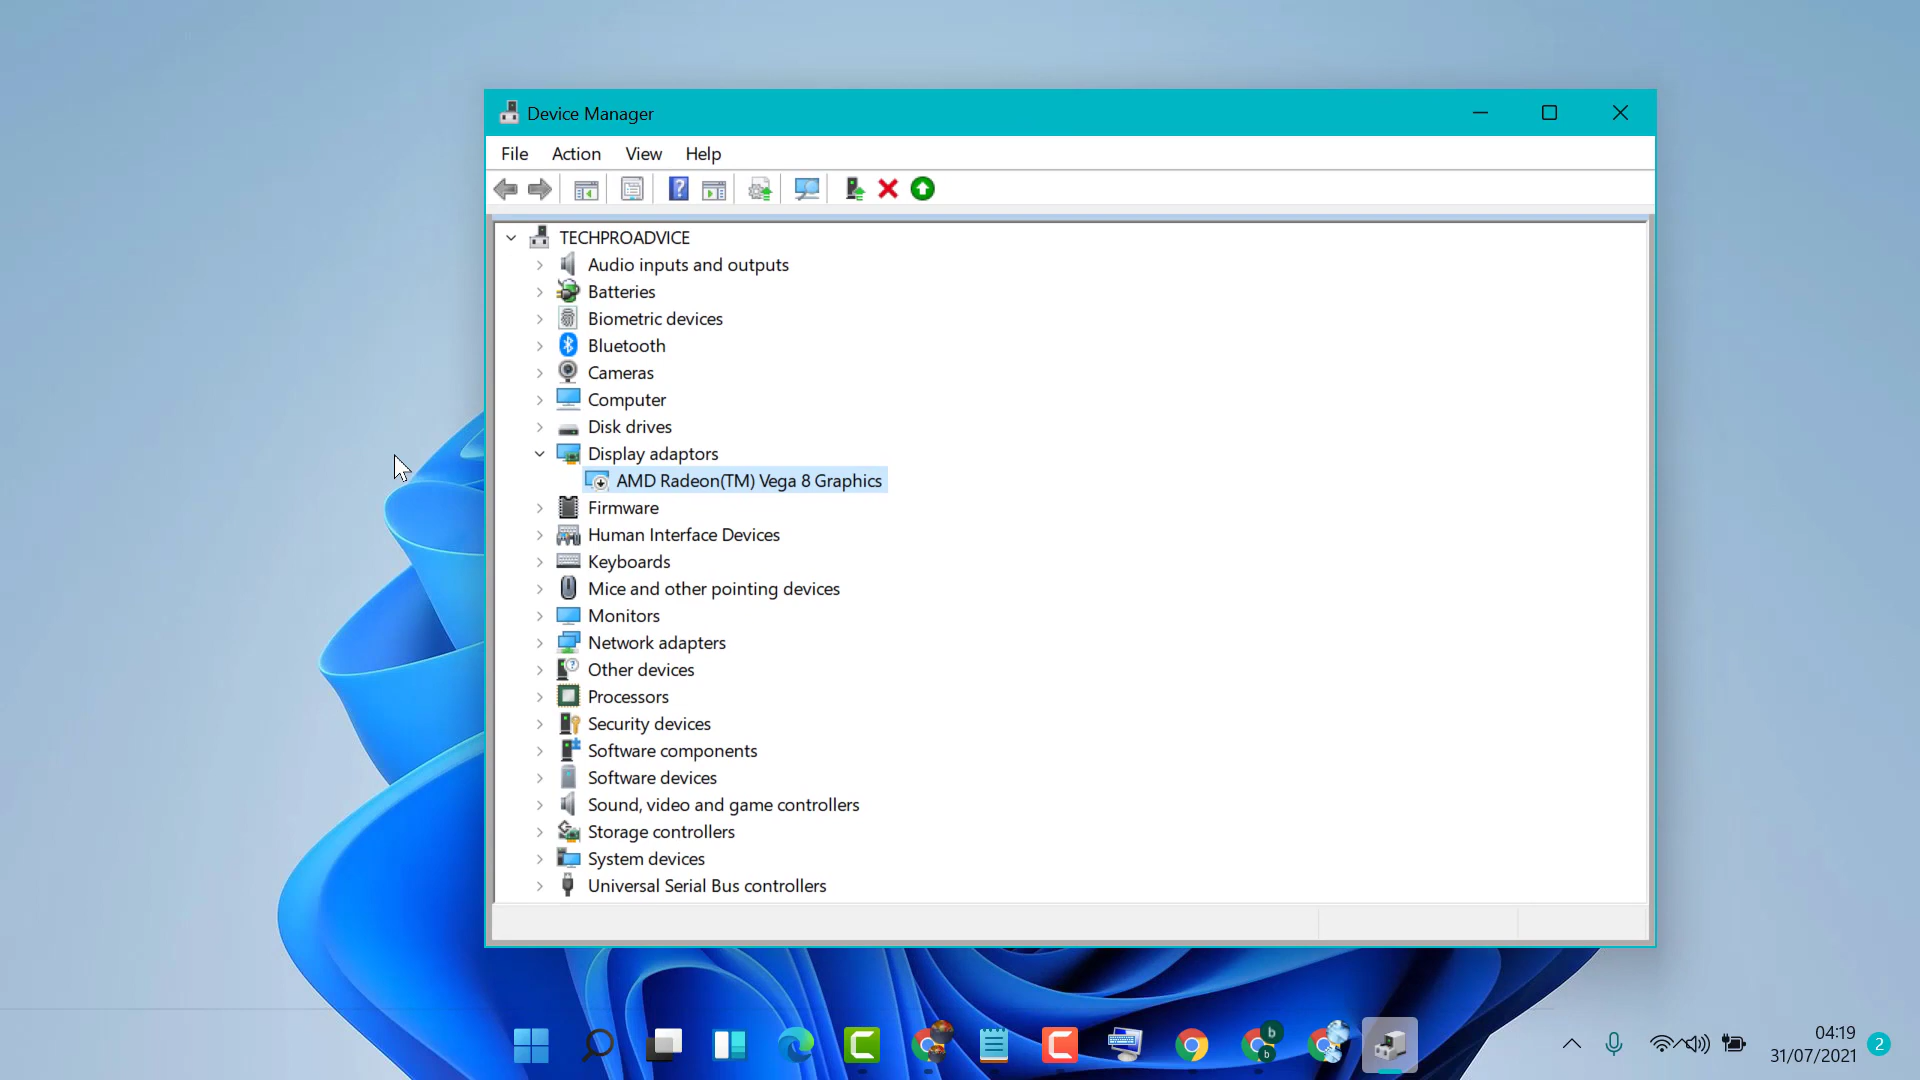 Device Manager
File Action View Help
TECHPROADVICE
Audio inputs and outputs
Batteries
Biometric devices
Bluetooth
Cameras
Computer
Disk drives
Display adaptors
AMD Radeon(TM) Vega 8 Graphics
Firmware
Human Interface Devices
Keyboards
Mice and other pointing devices
Monitors
Network adapters
Other devices
Processors
Security devices
Software components
Software devices
Sound, video and game controllers
Storage controllers
System devices
Universal Serial Bus controllers
b
b
04:19
31/07/2021
2